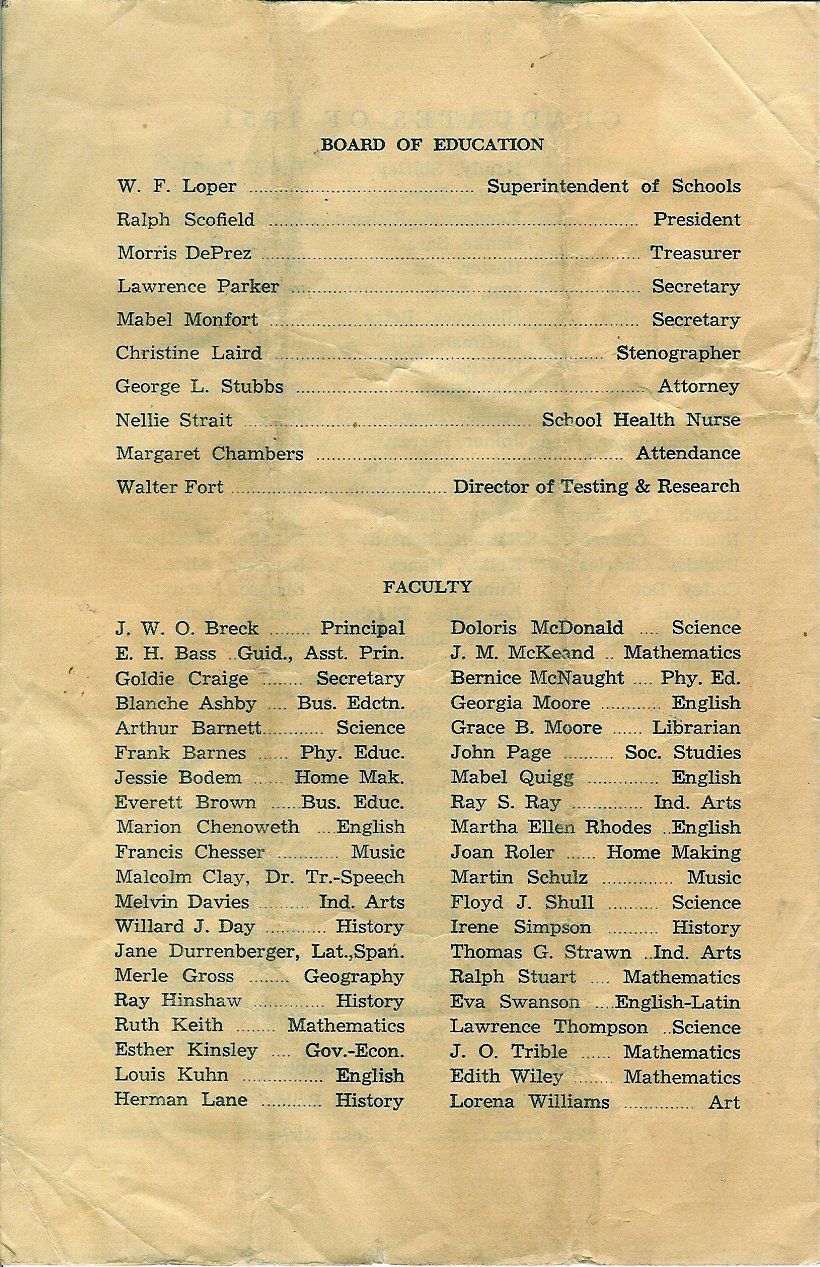 BOARD OF EDUCATION
W. F. Loper ........ Superintendent of Schools
Ralph Scofield ........ President
Morris DePrez ........ Treasurer
Lawrence Parker ........ Secretary
Mabel Monfort ........ Secretary
Christine Laird ........ Stenographer
George L. Stubbs ........ Attorney
Nellie Strait ........ School Health Nurse
Margaret Chambers ........ Attendance
Walter Fort ........ Director of Testing & Research
FACULTY
J. W. O. Breck ........ Principal
E. H. Bass ..Guid., Asst. Prin.
Goldie Craige ........ Secretary
Blanche Ashby .... Bus. Edctn.
Arthur Barnett............ Science
Frank Barnes ...... Phy. Educ.
Jessie Bodem ...... Home Mak.
Everett Brown ......Bus. Educ.
Marion Chenoweth ....English
Francis Chesser ............ Music
Malcolm Clay, Dr. Tr.-Speech
Melvin Davies .......... Ind. Arts
Willard J. Day .......... History
Jane Durrenberger, Lat.,Span.
Merle Gross ........ Geography
Ray Hinshaw .............. History
Ruth Keith ........ Mathematics
Esther Kinsley .... Gov.-Econ.
Louis Kuhn ................ English
Herman Lane ............ History
Doloris McDonald .... Science
J. M. McKeand .. Mathematics
Bernice McNaught .... Phy. Ed.
Georgia Moore ............ English
Grace B. Moore ...... Librarian
John Page .......... Soc. Studies
Mabel Quigg .............. English
Ray S. Ray .............. Ind. Arts
Martha Ellen Rhodes ..English
Joan Roler ...... Home Making
Martin Schulz .............. Music
Floyd J. Shull .......... Science
Irene Simpson .......... History
Thomas G. Strawn ..Ind. Arts
Ralph Stuart .... Mathematics
Eva Swanson ....English-Latin
Lawrence Thompson ..Science
J. O. Trible ...... Mathematics
Edith Wiley ........ Mathematics
Lorena Williams .............. Art